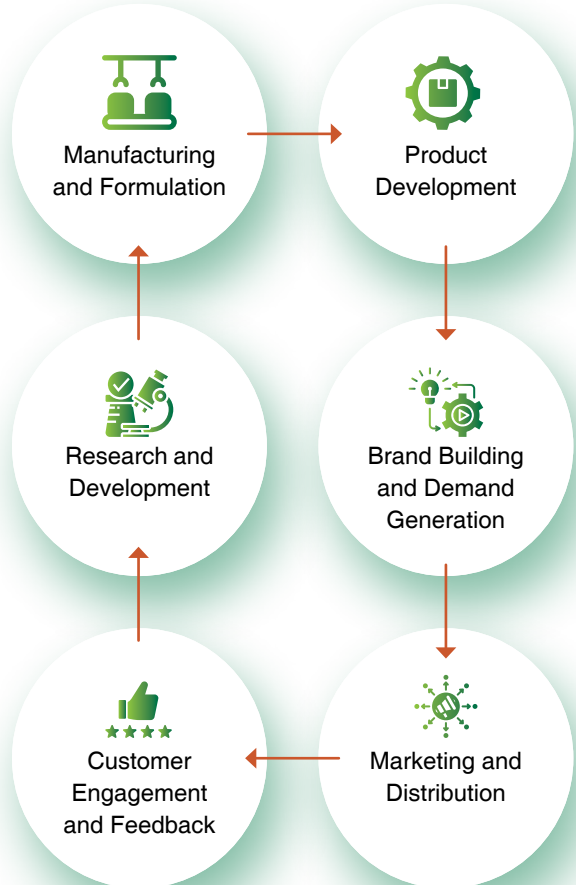 Manufacturing
and Formulation
Product
Development
Research and
Development
Brand Building
and Demand
Generation
Customer
Engagement
and Feedback
Marketing and
Distribution